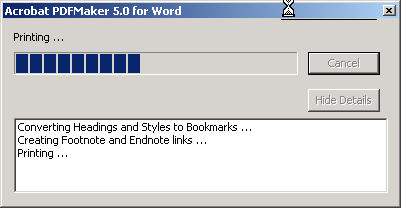 Acrobat PDFMaker 5.0 for Word
Printing ...
Cancel
Hide Details
Converting Headings and Styles to Bookmarks ...
Creating Footnote and Endnote links ...
Printing ...